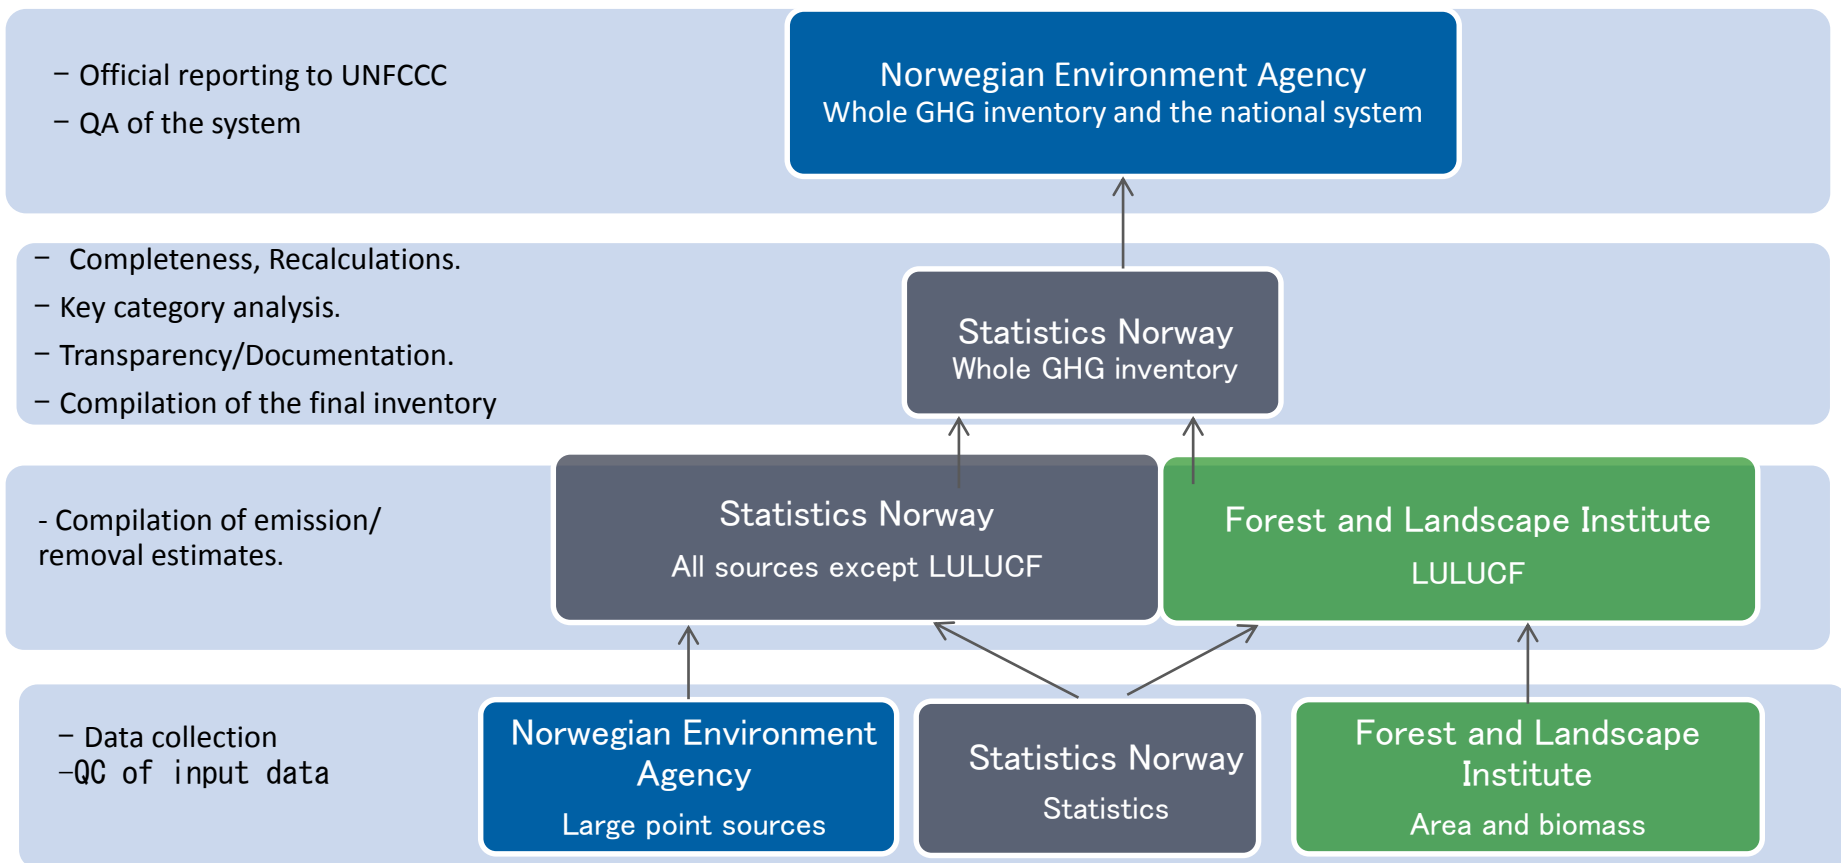 – Official reporting to UNFCCC
– QA of the system
Norwegian Environment Agency
Whole GHG inventory and the national system
– Completeness, Recalculations.
– Key category analysis.
– Transparency/Documentation.
– Compilation of the final inventory
Statistics Norway
Whole GHG inventory
- Compilation of emission/
removal estimates.
Statistics Norway
All sources except LULUCF
Forest and Landscape Institute
LULUCF
– Data collection
–QC of input data
Norwegian Environment
Agency
Large point sources
Statistics Norway
Statistics
Forest and Landscape
Institute
Area and biomass